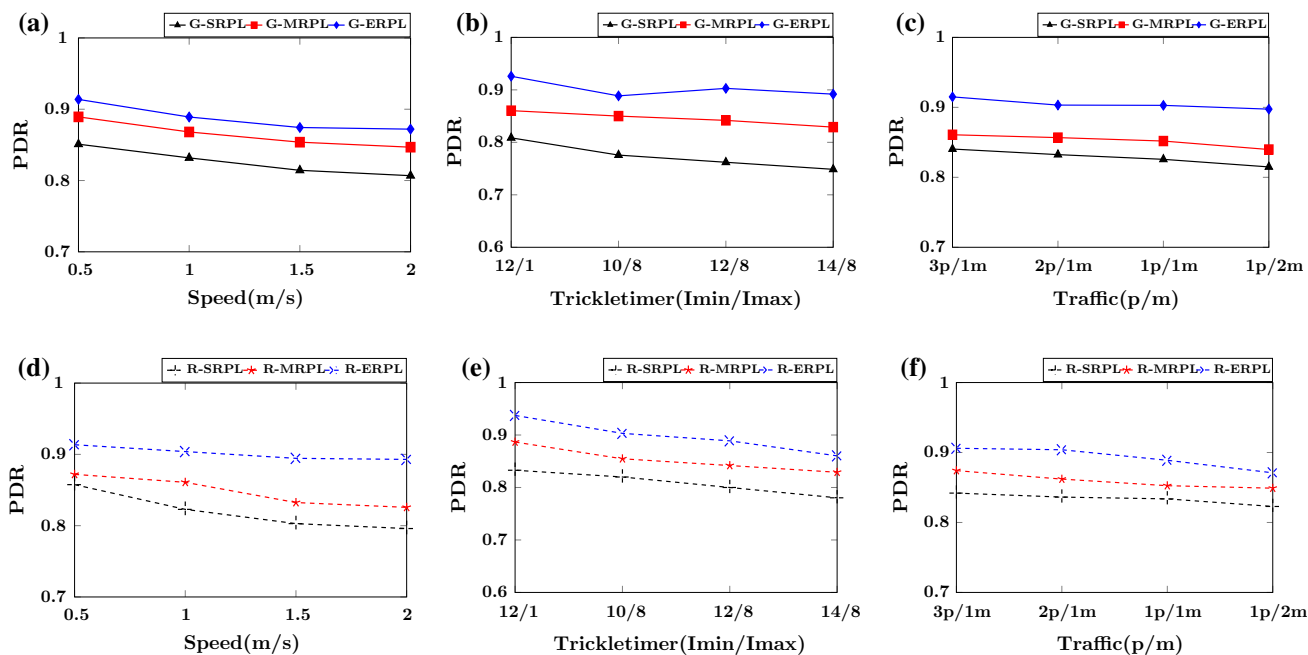 (a)
G-SRPL G-MRPL G-ERPL
1
0.9
0.8
0.7
PDR
0.5 1 1.5 2
Speed(m/s)
(b)
G-SRPL G-MRPL G-ERPL
1
0.9
0.8
0.7
0.6
PDR
12/1 10/8 12/8 14/8
Trickletimer(Imin/Imax)
(c)
G-SRPL G-MRPL G-ERPL
1
0.9
0.8
0.7
PDR
3p/1m 2p/1m 1p/1m 1p/2m
Traffic(p/m)
(d)
R-SRPL R-MRPL R-ERPL
1
0.9
0.8
0.7
PDR
0.5 1 1.5 2
Speed(m/s)
(e)
R-SRPL R-MRPL R-ERPL
1
0.9
0.8
0.7
0.6
PDR
12/1 10/8 12/8 14/8
Trickletimer(Imin/Imax)
(f)
R-SRPL R-MRPL R-ERPL
1
0.9
0.8
0.7
PDR
3p/1m 2p/1m 1p/1m 1p/2m
Traffic(p/m)